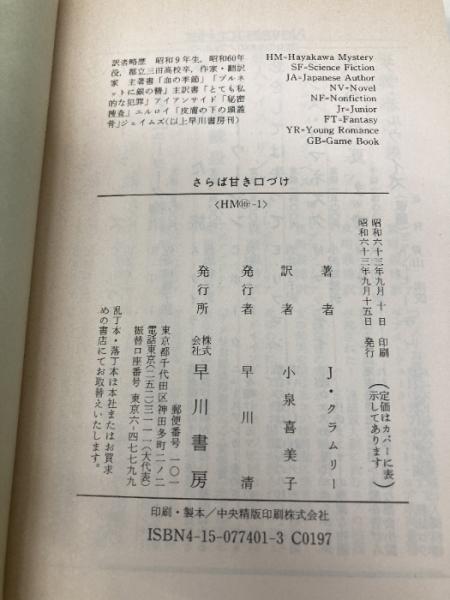 訳者略歴 昭和9年生,昭和60年
没,都立三田高校卒,作家・翻訳
家 主著書「血の季節」「ブルネ
ットに銀の簪」主訳書「とても私
的な犯罪」アイアンサイド「秘密
捜査」エルロイ「皮膚の下の頭蓋
骨」ジェイムズ(以上早川書房刊)
HM=Hayakawa Mystery
SF=Science Fiction
JA=Japanese Author
NV=Novel
NF=Nonfiction
Jr=Junior
FT=Fantasy
YR=Young Romance
GB=Game Book
さらば甘き口づけ
昭和六十三年九月十日 印刷
昭和六十三年九月十五日 発行
(定価はカバーに表
示してあります)
著者 J・クラムリー
訳者 小泉喜美子
発行者 早川清
発行所 株式会社 早川書房
郵便番号 一〇一
東京都千代田区神田多町二ノ二
電話 東京(二五二)三一一一(大代表)
振替口座番号 東京六-四七七九九
乱丁本・落丁本は本社またはお買求
めの書店にてお取替えいたします。
印刷・製本/中央精版印刷株式会社
ISBN4-15-077401-3 C0197